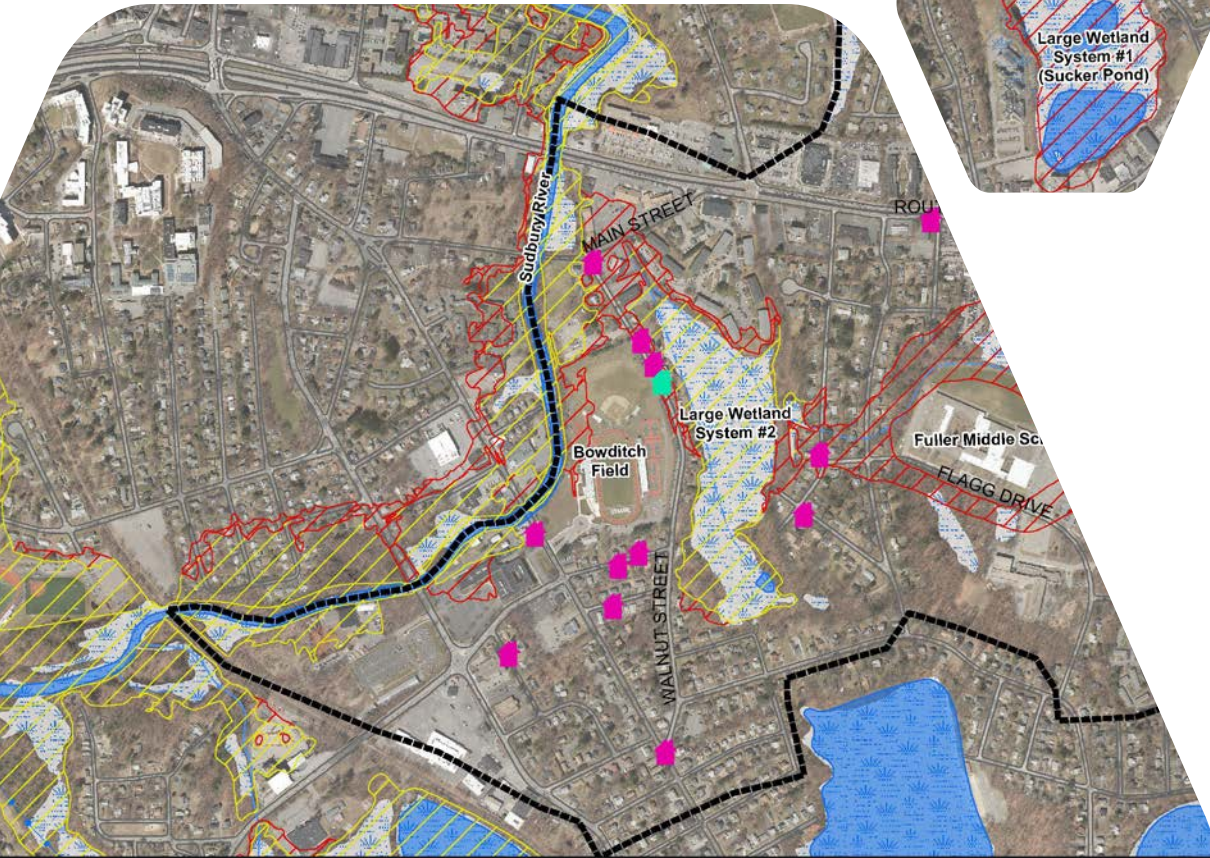 Large Wetland
System #1
(Sucker Pond)
Sudbury River
MAIN STREET
ROU
Large Wetland
System #2
Bowditch
Field
Fuller Middle Sc
FLAGG DRIVE
WALNUT STREET